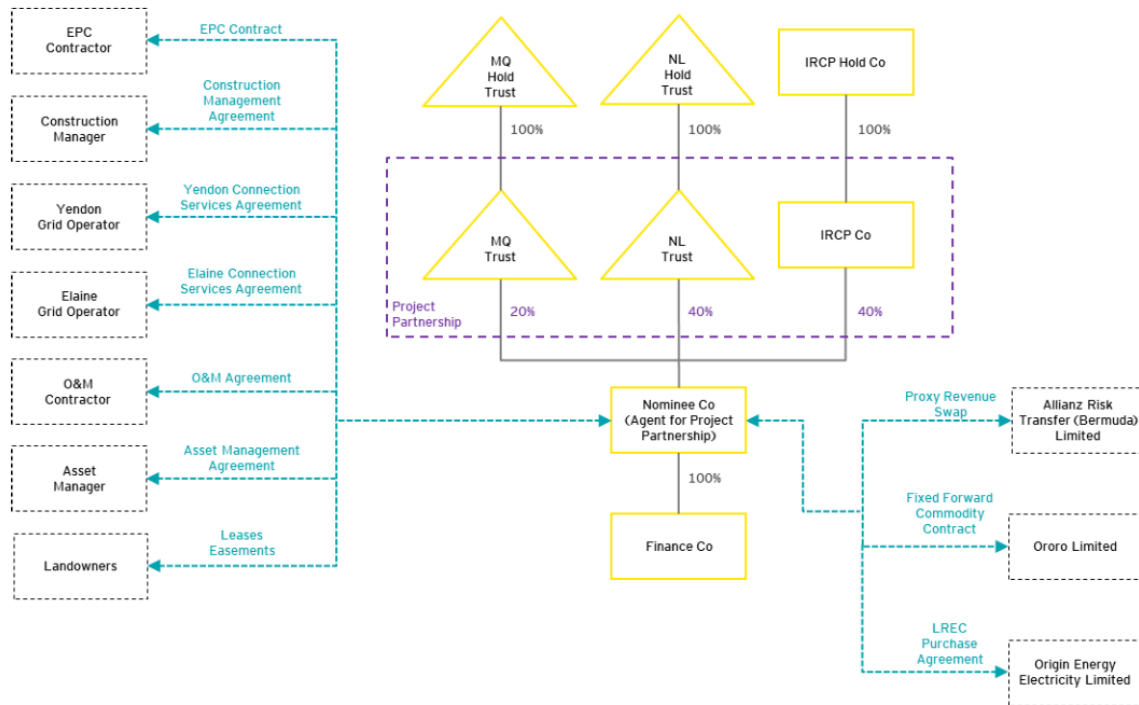 EPC
Contractor
EPC Contract
MQ
Hold
Trust
NL
Hold
Trust
IRCP Hold Co
Construction
Management
Agreement
Construction
Manager
100%
100%
100%
Yendon
Grid Operator
Yendon Connection
Services Agreement
MQ
Trust
NL
Trust
IRCP Co
Elaine
Grid Operator
Elaine Connection
Services Agreement
Project
Partnership
20%
40%
40%
O&M
Contractor
O&M Agreement
Nominee Co
(Agent for Project
Partnership)
Proxy Revenue
Swap
Allianz Risk
Transfer (Bermuda)
Limited
Asset
Manager
Asset Management
Agreement
100%
Fixed Forward
Commodity
Contract
Landowners
Leases
Easements
Finance Co
Ororo Limited
LREC
Purchase
Agreement
Origin Energy
Electricity Limited